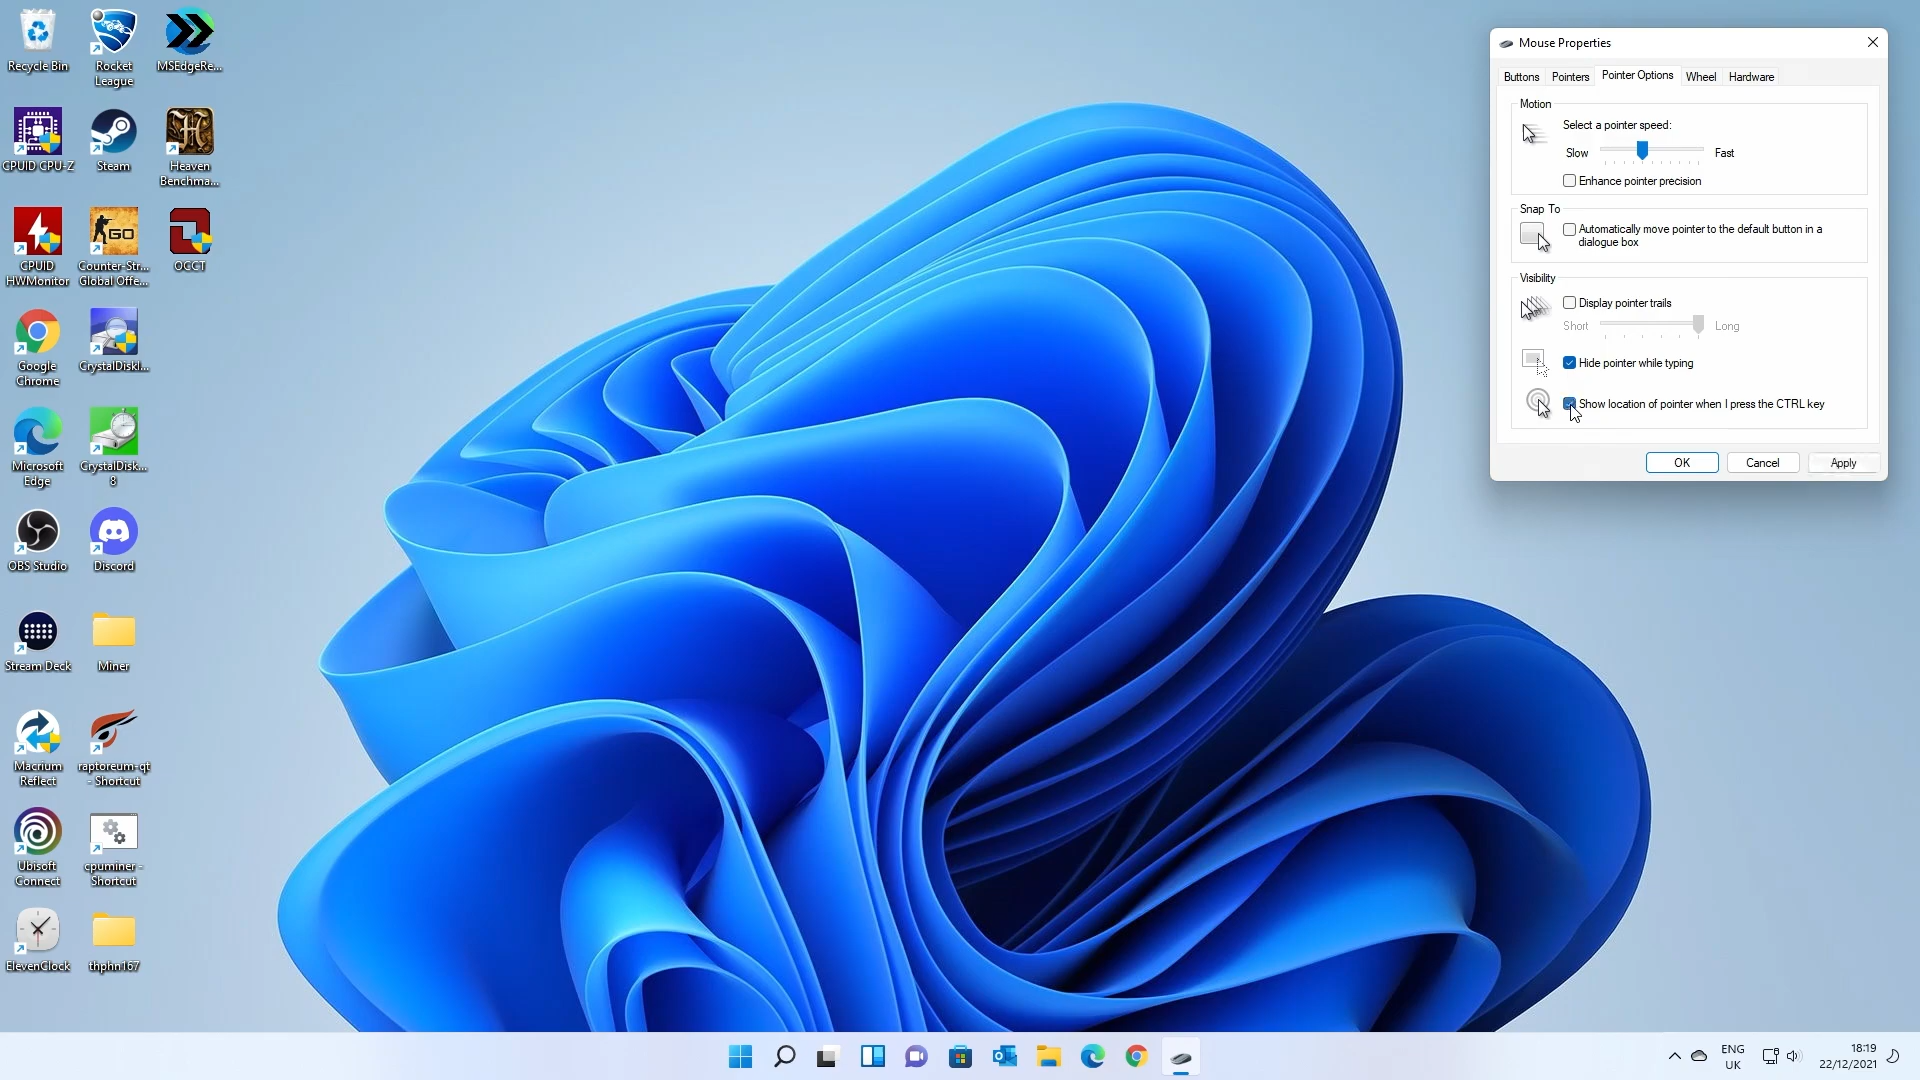 Recycle Bin
Rocket
League
MSEdgeRe...
CPUID CPU-Z
Steam
Heaven
Benchma...
CPUID
HWMonitor
GO
Counter-Str...
Global Offe...
OCCT
Google
Chrome
CrystalDiskI...
Microsoft
Edge
CrystalDisk...
8
OBS Studio
Discord
Stream Deck
Miner
Macrium
Reflect
raptoreum-qt
- Shortcut
Ubisoft
Connect
cpuminer -
Shortcut
ElevenClock
thphn167
Mouse Properties
Buttons Pointers Pointer Options Wheel Hardware
Motion
Select a pointer speed:
Slow Fast
Enhance pointer precision
Snap To
Automatically move pointer to the default button in a
dialogue box
Visibility
Display pointer trails
Short Long
Hide pointer while typing
Show location of pointer when I press the CTRL key
OK Cancel Apply
ENG
UK
18:19
22/12/2021